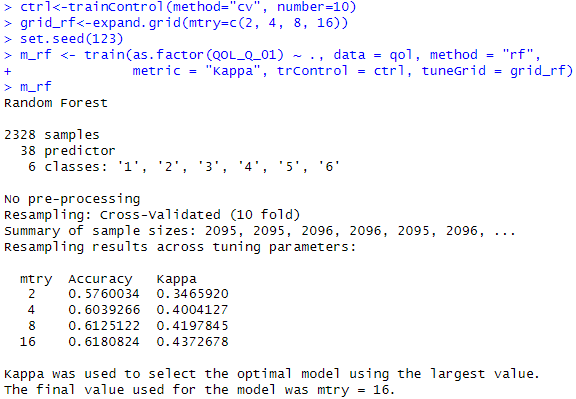 > ctrl<-trainControl(method="cv", number=10)
> grid_rf<-expand.grid(mtry=c(2, 4, 8, 16))
> set.seed(123)
> m_rf <- train(as.factor(QOL_Q_01) ~ ., data = qol, method = "rf",
+               metric = "Kappa", trControl = ctrl, tuneGrid = grid_rf)
> m_rf
Random Forest

2328 samples
  38 predictor
   6 classes: '1', '2', '3', '4', '5', '6'

No pre-processing
Resampling: Cross-Validated (10 fold)
Summary of sample sizes: 2095, 2095, 2096, 2096, 2095, 2096, ...
Resampling results across tuning parameters:

  mtry  Accuracy   Kappa
   2    0.5760034  0.3465920
   4    0.6039266  0.4004127
   8    0.6125122  0.4197845
  16    0.6180824  0.4372678

Kappa was used to select the optimal model using the largest value.
The final value used for the model was mtry = 16.